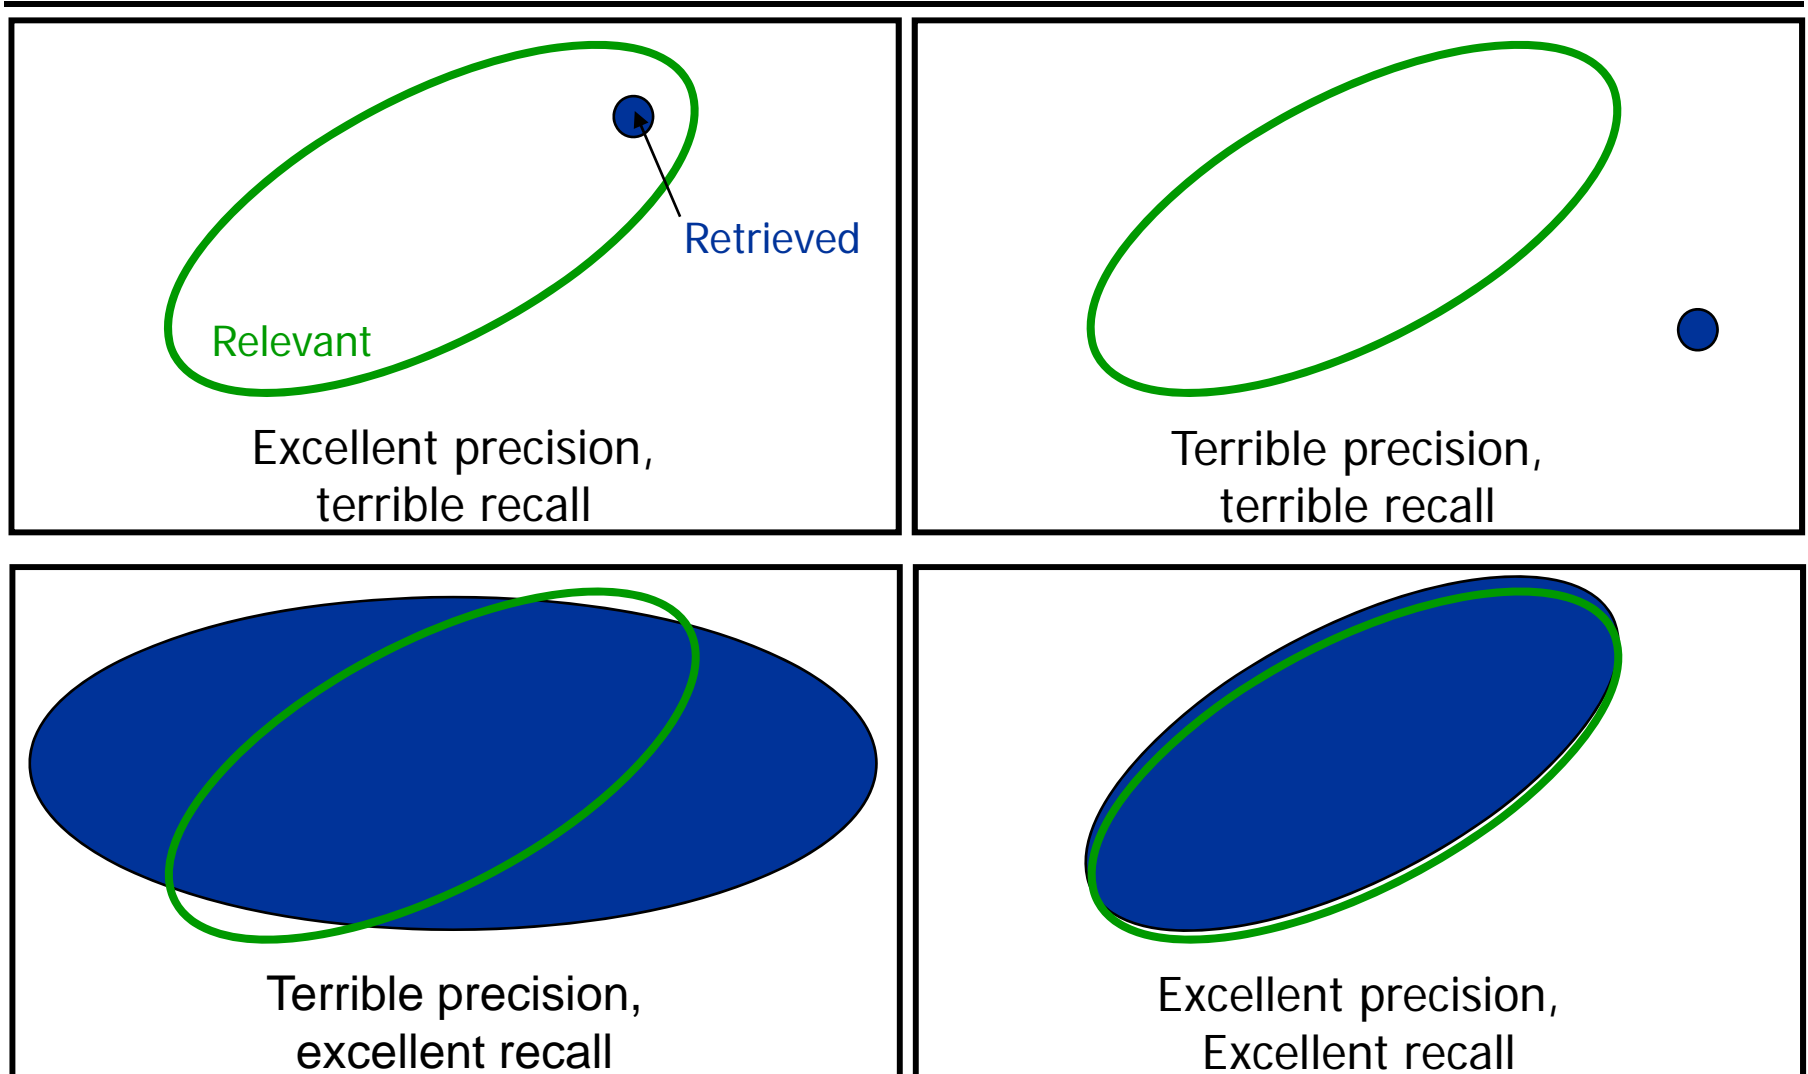 Retrieved
Relevant
Excellent precision,
terrible recall
Terrible precision,
terrible recall
Terrible precision,
excellent recall
Excellent precision,
Excellent recall